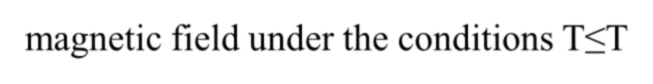 magnetic field under the conditions T≤T